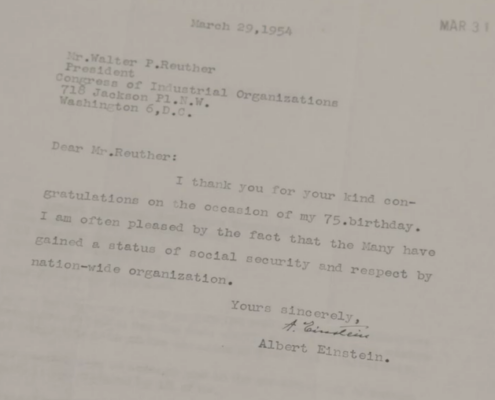 March 29,1954
MAR 31
Mr.Walter P.Reuther
President
Congress of Industrial Organizations
718 Jackson Pl.N.W.
Washington 6,D.C.
Dear Mr.Reuther:
I thank you for your kind con-
gratulations on the occasion of my 75.birthday.
I am often pleased by the fact that the Many have
gained a status of social security and respect by
nation-wide organization.
Yours sincerely,
A. Einstein
Albert Einstein.